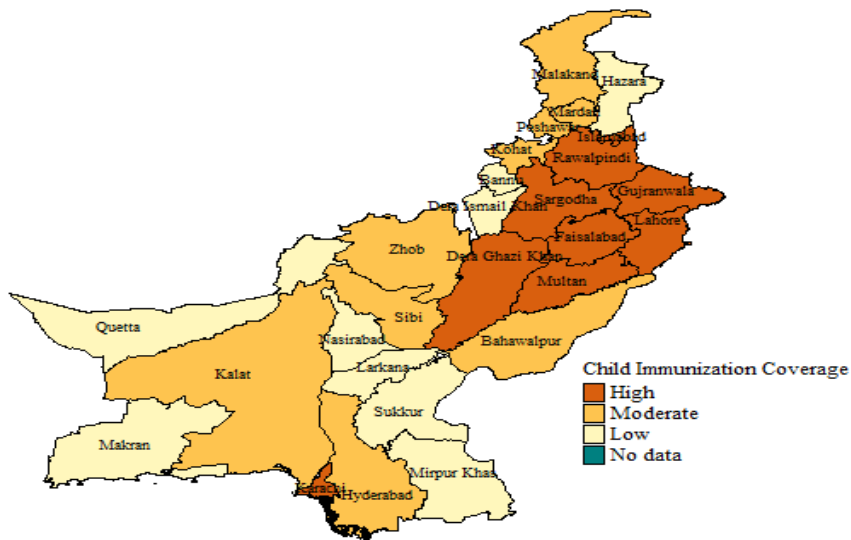 Malakand
Hazara
Mardan
Peshawar
Islamabad
Kohat
Rawalpindi
Bannu
Gujranwala
Sargodha
Dera Ismail Khan
Lahore
Faisalabad
Zhob
Dera Ghazi Khan
Multan
Sibi
Quetta
Nasirabad
Bahawalpur
Larkana
Kalat
Child Immunization Coverage
High
Sukkur
Moderate
Low
Makran
No data
Mirpur Khas
Karachi
Hyderabad